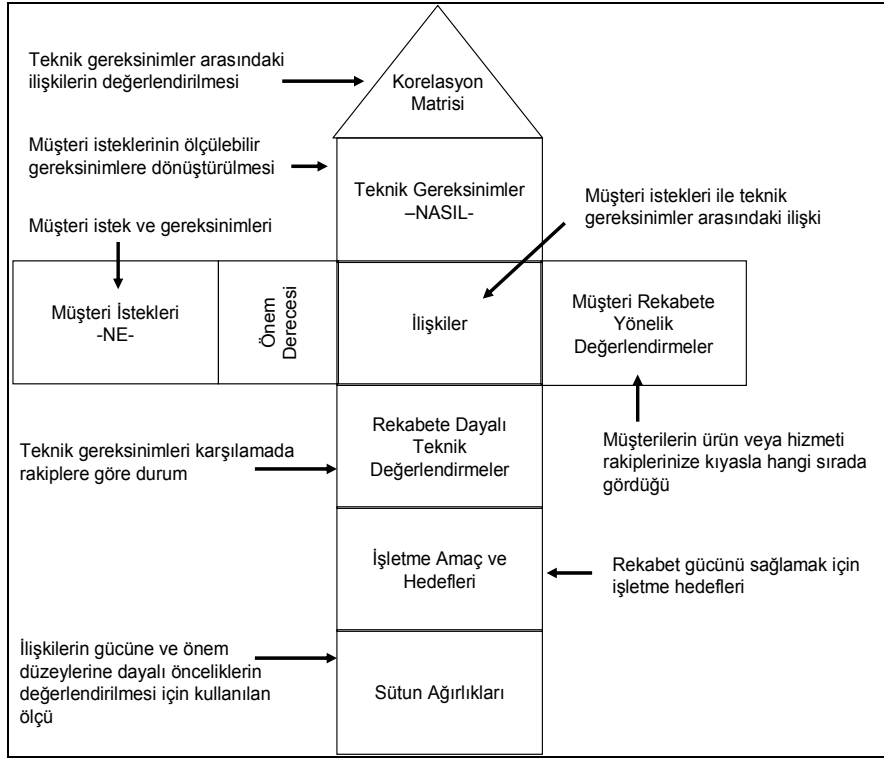 Teknik gereksinimler arasındaki
ilişkilerin değerlendirilmesi
Korelasyon
Matrisi
Müşteri isteklerinin ölçülebilir
gereksinimlere dönüştürülmesi
Teknik Gereksinimler
–NASIL-
Müşteri istekleri ile teknik
gereksinimler arasındaki ilişki
Müşteri istek ve gereksinimleri
Müşteri İstekleri
-NE-
Önem
Derecesi
İlişkiler
Müşteri Rekabete
Yönelik
Değerlendirmeler
Rekabete Dayalı
Teknik
Değerlendirmeler
Teknik gereksinimleri karşılamada
rakiplere göre durum
Müşterilerin ürün veya hizmeti
rakiplerinize kıyasla hangi sırada
gördüğü
İşletme Amaç ve
Hedefleri
Rekabet gücünü sağlamak için
işletme hedefleri
İlişkilerin gücüne ve önem
düzeylerine dayalı önceliklerin
değerlendirilmesi için kullanılan
ölçü
Sütun Ağırlıkları